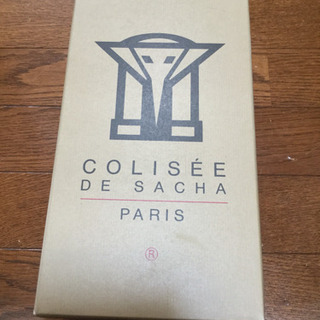 COLISÉE
DE SACHA
PARIS
®